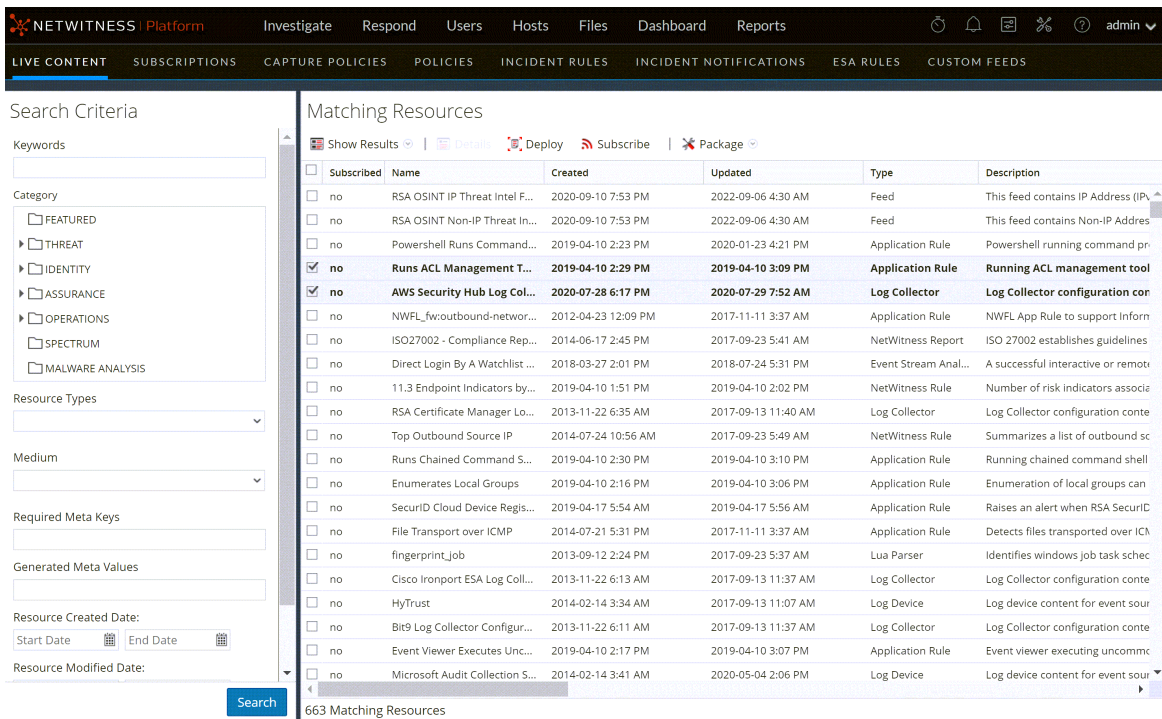 NETWITNESS | Platform Investigate Respond Users Hosts Files Dashboard Reports admin
LIVE CONTENT SUBSCRIPTIONS CAPTURE POLICIES POLICIES INCIDENT RULES INCIDENT NOTIFICATIONS ESA RULES CUSTOM FEEDS
Search Criteria
Keywords
Category
FEATURED
THREAT
IDENTITY
ASSURANCE
OPERATIONS
SPECTRUM
MALWARE ANALYSIS
Resource Types
Medium
Required Meta Keys
Generated Meta Values
Resource Created Date:
Start Date End Date
Resource Modified Date:
Search
Matching Resources
Show Results | Details Deploy Subscribe | Package
Subscribed Name Created Updated Type Description
no RSA OSINT IP Threat Intel F... 2020-09-10 7:53 PM 2022-09-06 4:30 AM Feed This feed contains IP Address (IPv
no RSA OSINT Non-IP Threat In... 2020-09-10 7:53 PM 2022-09-06 4:30 AM Feed This feed contains Non-IP Addres
no Powershell Runs Command... 2019-04-10 2:23 PM 2020-01-23 4:21 PM Application Rule Powershell running command pr
no Runs ACL Management T... 2019-04-10 2:29 PM 2019-04-10 3:09 PM Application Rule Running ACL management tool
no AWS Security Hub Log Col... 2020-07-28 6:17 PM 2020-07-29 7:52 AM Log Collector Log Collector configuration con
no NWFL_fw:outbound-networ... 2012-04-23 12:09 PM 2017-11-11 3:37 AM Application Rule NWFL App Rule to support Inform
no ISO27002 - Compliance Rep... 2014-06-17 2:45 PM 2017-09-23 5:41 AM NetWitness Report ISO 27002 establishes guidelines
no Direct Login By A Watchlist ... 2018-03-27 2:01 PM 2018-07-24 5:31 PM Event Stream Anal... A successful interactive or remot
no 11.3 Endpoint Indicators by... 2019-04-10 1:51 PM 2019-04-10 2:02 PM NetWitness Rule Number of risk indicators associa
no RSA Certificate Manager Lo... 2013-11-22 6:35 AM 2017-09-13 11:40 AM Log Collector Log Collector configuration conte
no Top Outbound Source IP 2014-07-24 10:56 AM 2017-09-23 5:49 AM NetWitness Rule Summarizes a list of outbound so
no Runs Chained Command S... 2019-04-10 2:30 PM 2019-04-10 3:10 PM Application Rule Running chained command shell
no Enumerates Local Groups 2019-04-10 2:16 PM 2019-04-10 3:06 PM Application Rule Enumeration of local groups can
no SecurID Cloud Device Regis... 2019-04-17 5:54 AM 2019-04-17 5:56 AM Application Rule Raises an alert when RSA SecurID
no File Transport over ICMP 2014-07-21 5:31 PM 2017-11-11 3:37 AM Application Rule Detects files transported over ICM
no fingerprint_job 2013-09-12 2:24 PM 2017-09-23 5:37 AM Lua Parser Identifies windows job task sched
no Cisco Ironport ESA Log Coll... 2013-11-22 6:13 AM 2017-09-13 11:37 AM Log Collector Log Collector configuration conte
no HyTrust 2014-02-14 3:34 AM 2017-09-13 11:07 AM Log Device Log device content for event sour
no Bit9 Log Collector Configur... 2013-11-22 6:11 AM 2017-09-13 11:37 AM Log Collector Log Collector configuration conte
no Event Viewer Executes Unc... 2019-04-10 2:17 PM 2019-04-10 3:07 PM Application Rule Event viewer executing uncommo
no Microsoft Audit Collection S... 2014-02-14 3:41 AM 2020-05-04 2:06 PM Log Device Log device content for event sour
663 Matching Resources